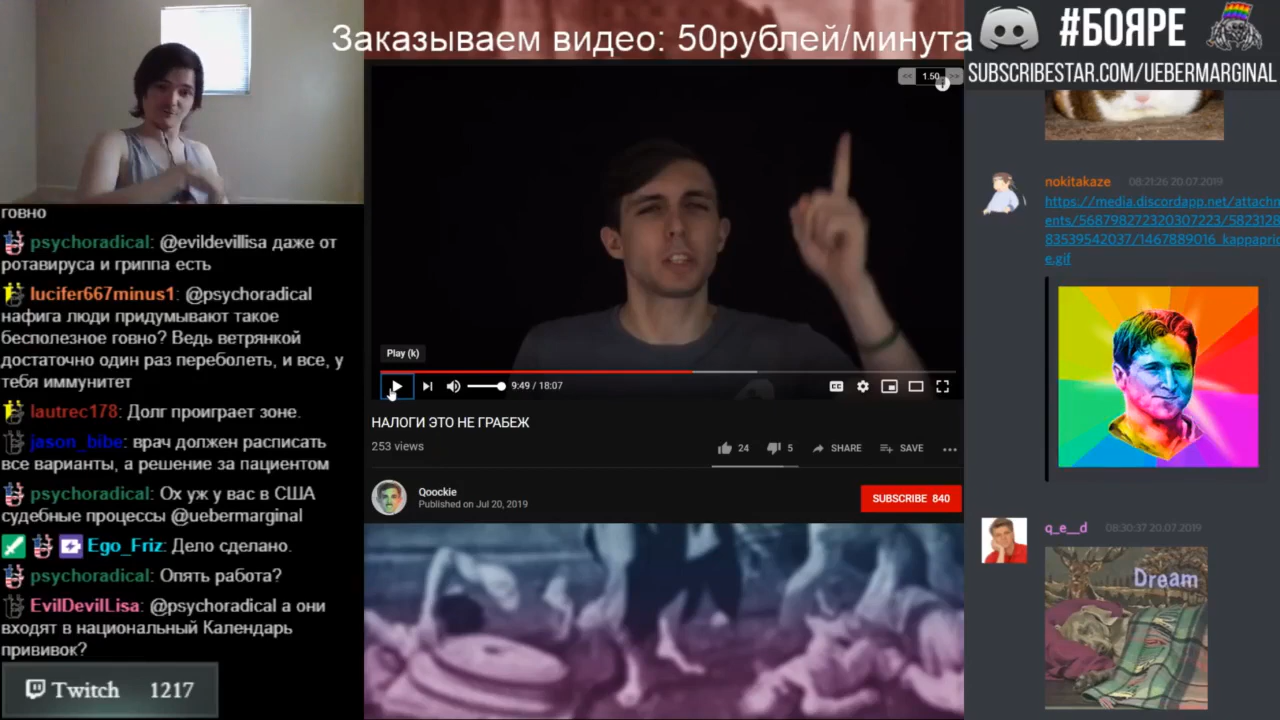 Заказываем видео: 50рублей/минута
#БОЯРЕ
SUBSCRIBESTAR.COM/UEBERMARGINAL
говно
psychoradical: @evildevillisa даже от
ротавируса и гриппа есть
lucifer667minus1: @psychoradical
нафига люди придумывают такое
бесполезное говно? Ведь ветрянкой
достаточно один раз переболеть, и все, у
тебя иммунитет
lautrec178: Долг проиграет зоне.
jason_bibe: врач должен расписать
все варианты, а решение за пациентом
psychoradical: Ох уж у вас в США
судебные процессы @uebermarginal
Ego_Friz: Дело сделано.
psychoradical: Опять работа?
EvilDevilLisa: @psychoradical а они
входят в национальный Календарь
прививок?
Twitch 1217
<< 1.50 >>
Play (k)
9:49 / 18:07
CC
НАЛОГИ ЭТО НЕ ГРАБЕЖ
253 views
24 5 SHARE SAVE
Qoockie
Published on Jul 20, 2019
SUBSCRIBE 840
nokitakaze 08:21:26 20.07.2019
https://media.discordapp.net/attachm
ents/568798272320307223/5823128
83539542037/1467889016_kappaprid
e.gif
q_e__d 08:30:37 20.07.2019
Dream